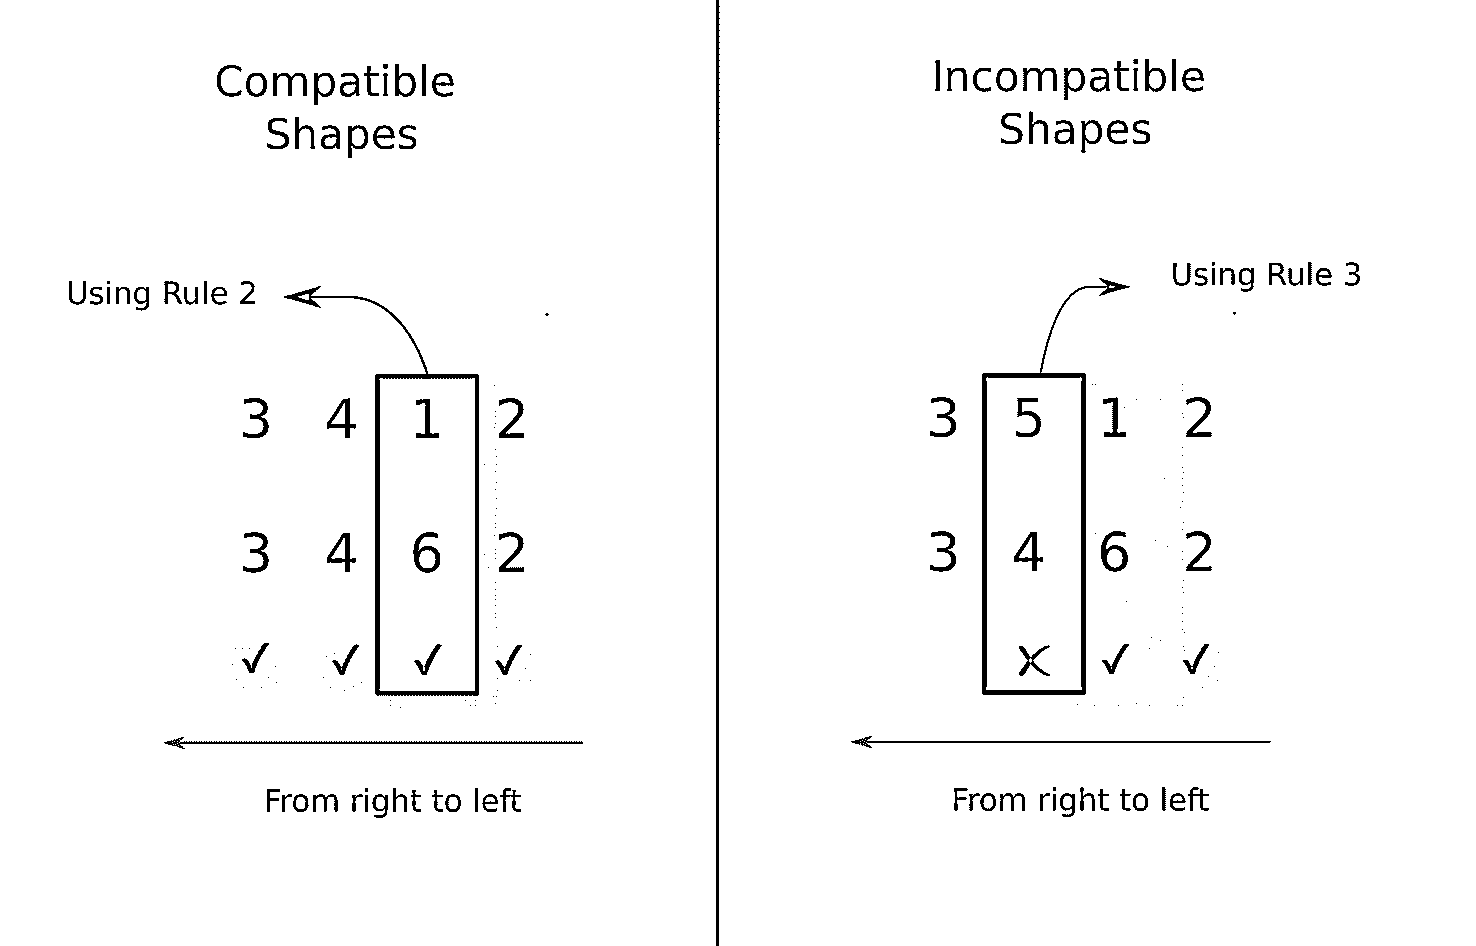 Compatible
Shapes
Using Rule 2
3 4 1 2
3 4 6 2
✓ ✓ ✓ ✓
From right to left
Incompatible
Shapes
Using Rule 3
3 5 1 2
3 4 6 2
✗ ✓ ✓
From right to left